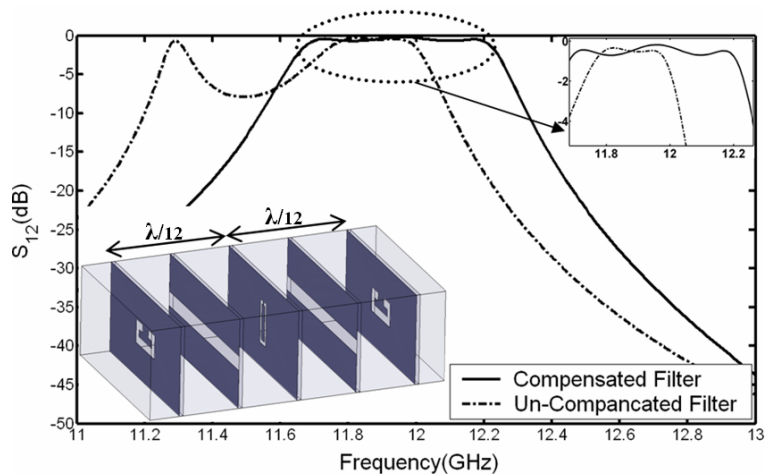 0
-5
-10
-15
-20
-25
-30
-35
-40
-45
-50
S12(dB)
11 11.2 11.4 11.6 11.8 12 12.2 12.4 12.6 12.8 13
Frequency(GHz)
0
-2
-4
11.8 12 12.2
λ/12 λ/12
Compensated Filter
Un-Compancated Filter